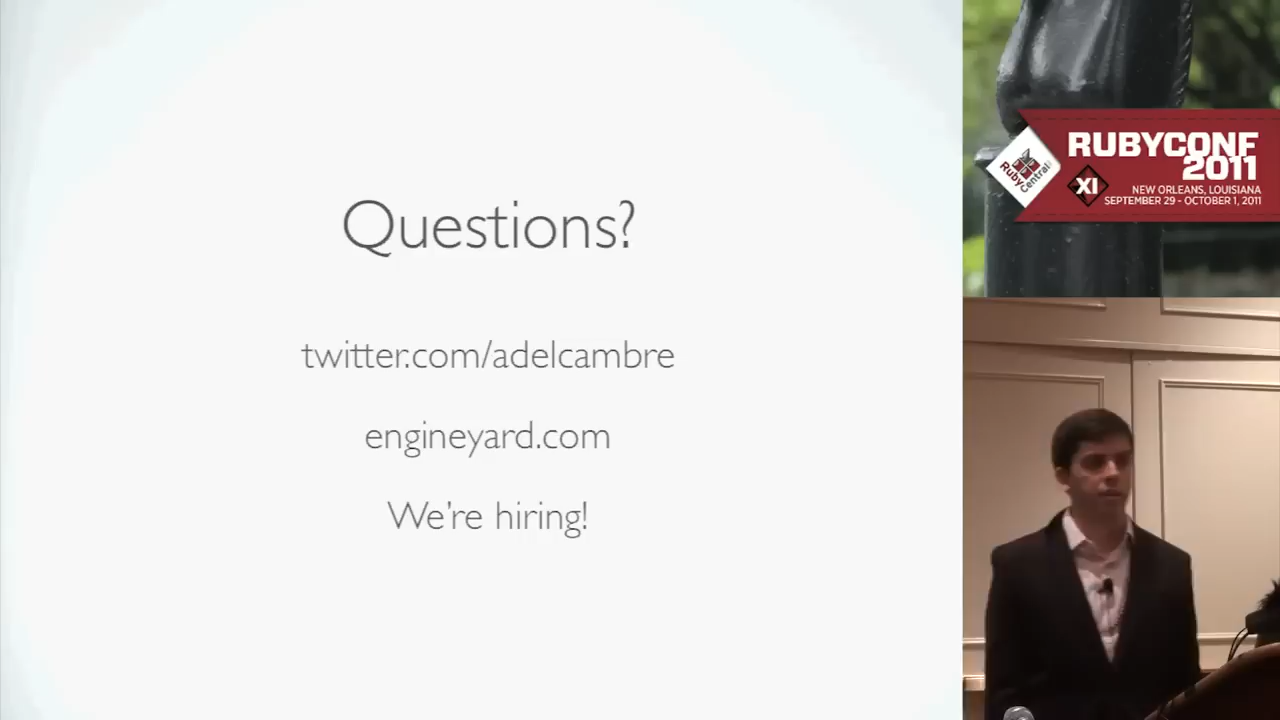 Questions?
twitter.com/adelcambre
engineyard.com
We're hiring!
RubyCentral
RUBYCONF
2011
XI
NEW ORLEANS, LOUISIANA
SEPTEMBER 29 - OCTOBER 1, 2011